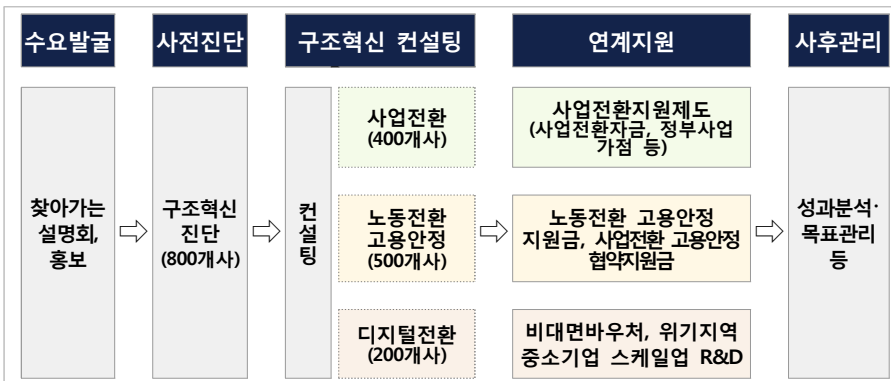 수요발굴
사전진단
구조혁신 컨설팅
연계지원
사후관리
찾아가는
설명회,
홍보
구조혁신
진단
(800개사)
컨
설
팅
사업전환
(400개사)
사업전환지원제도
(사업전환자금, 정부사업
가점 등)
노동전환
고용안정
(500개사)
노동전환 고용안정
지원금, 사업전환 고용안정
협약지원금
디지털전환
(200개사)
비대면바우처, 위기지역
중소기업 스케일업 R&D
성과분석·
목표관리
등